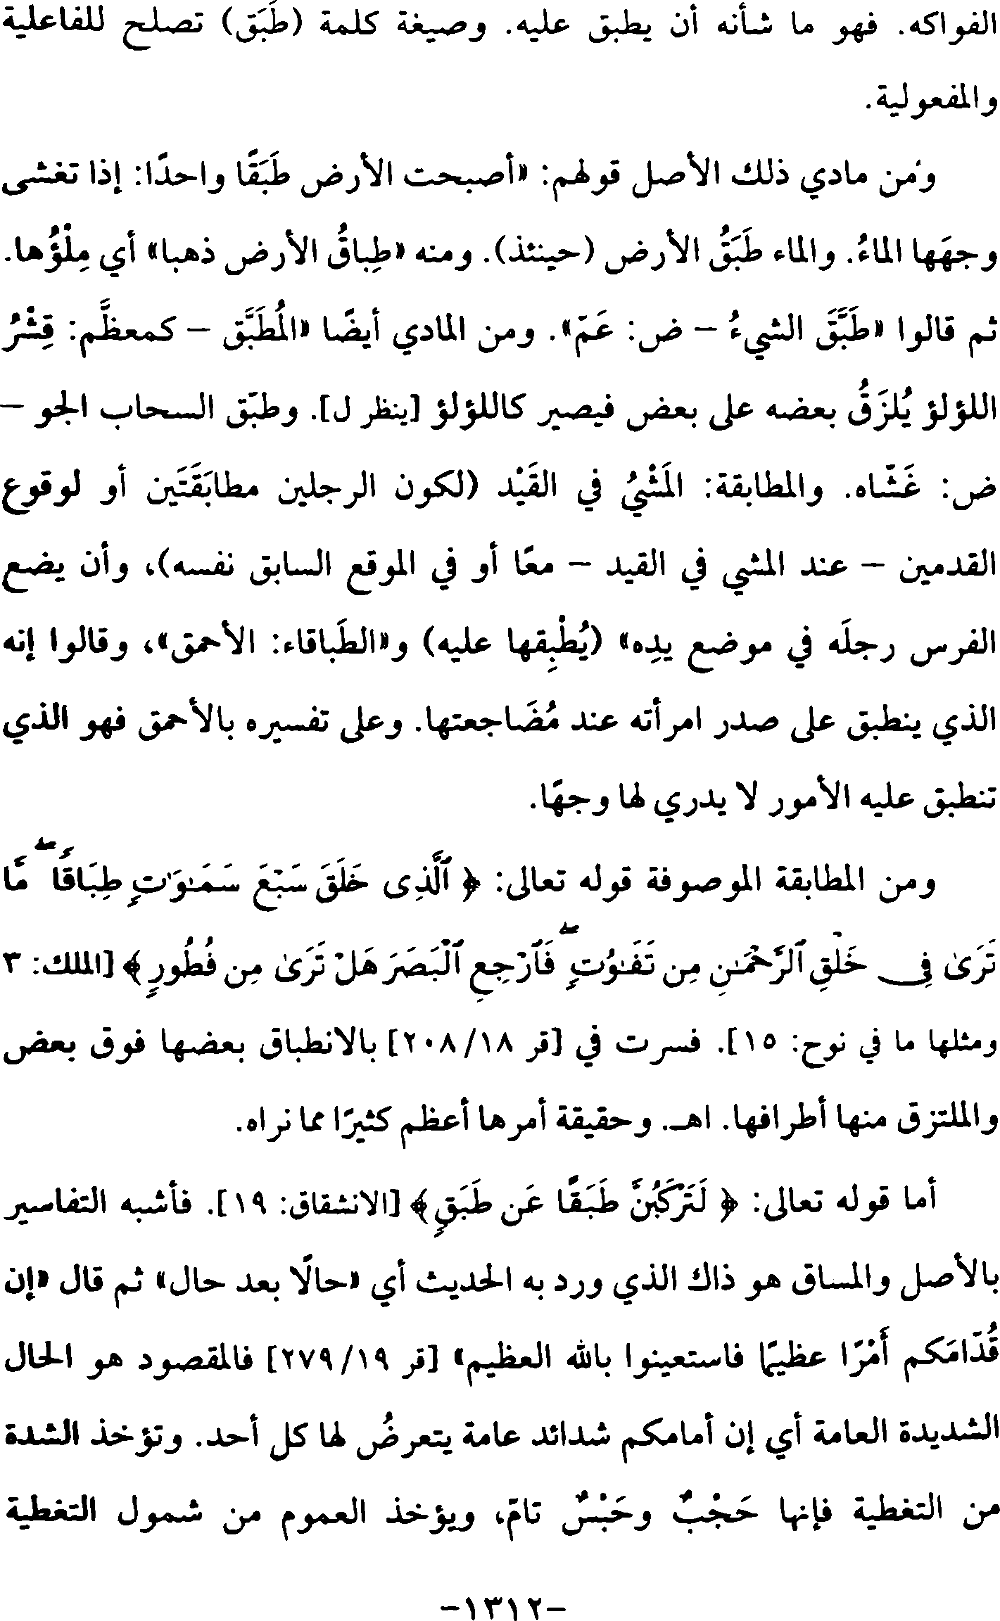 الفواكه. فهو ما شأنه أن يطبق عليه. وصيغة كلمة (طَبَق) تصلح للفاعلية
والمفعولية.
ومن مادي ذلك الأصل قولهم: «أصبحت الأرض طَبَقًا واحدًا: إذا تغشى
وجهَها الماءُ. والماء طَبَقُ الأرض (حينئذ). ومنه «طِباقُ الأرض ذهبا» أي مِلْؤُها.
ثم قالوا «طَبَّقَ الشيءُ – ض: عَمّ». ومن المادي أيضًا «المُطَبَّق – كمعظَّم: قِشْرُ
اللؤلؤ يُلزَقُ بعضه على بعض فيصير كاللؤلؤ [ينظر ل]. وطبّق السحاب الجو –
ض: غَشّاه. والمطابقة: المَشْيُ في القَيْد (لكون الرجلين مطابَقَتَين أو لوقوع
القدمين – عند المشي في القيد – معًا أو في الموقع السابق نفسه)، وأن يضع
الفرس رجلَه في موضع يدِه» (يُطْبِقها عليه) و«الطَباقاء: الأحمق»، وقالوا إنه
الذي ينطبق على صدر امرأته عند مُضَاجعتها. وعلى تفسيره بالأحمق فهو الذي
تنطبق عليه الأمور لا يدري لها وجهًا.
ومن المطابقة الموصوفة قوله تعالى: ﴿ ٱلَّذِى خَلَقَ سَبْعَ سَمَـٰوَٰتٍ طِبَاقًا ۖ مَّا
تَرَىٰ فِى خَلْقِ ٱلرَّحْمَـٰنِ مِن تَفَـٰوُتٍ ۖ فَٱرْجِعِ ٱلْبَصَرَ هَلْ تَرَىٰ مِن فُطُورٍ ﴾ [الملك: ٣
ومثلها ما في نوح: ١٥]. فسرت في [قر ٢٠٨/١٨] بالانطباق بعضها فوق بعض
والملتزق منها أطرافها. اهـ. وحقيقة أمرها أعظم كثيرًا مما نراه.
أما قوله تعالى: ﴿ لَتَرْكَبُنَّ طَبَقًا عَن طَبَقٍ ﴾ [الانشقاق: ١٩]. فأشبه التفاسير
بالأصل والمساق هو ذاك الذي ورد به الحديث أي «حالًا بعد حال» ثم قال «إن
قُدّامَكم أَمْرًا عظيمًا فاستعينوا بالله العظيم» [قر ٢٧٩/١٩] فالمقصود هو الحال
الشديدة العامة أي إن أمامكم شدائد عامة يتعرضُ لها كل أحد. وتؤخذ الشدة
من التغطية فإنها حَجْبٌ وحَبْسٌ تامّ، ويؤخذ العموم من شمول التغطية
-١٣١٢-